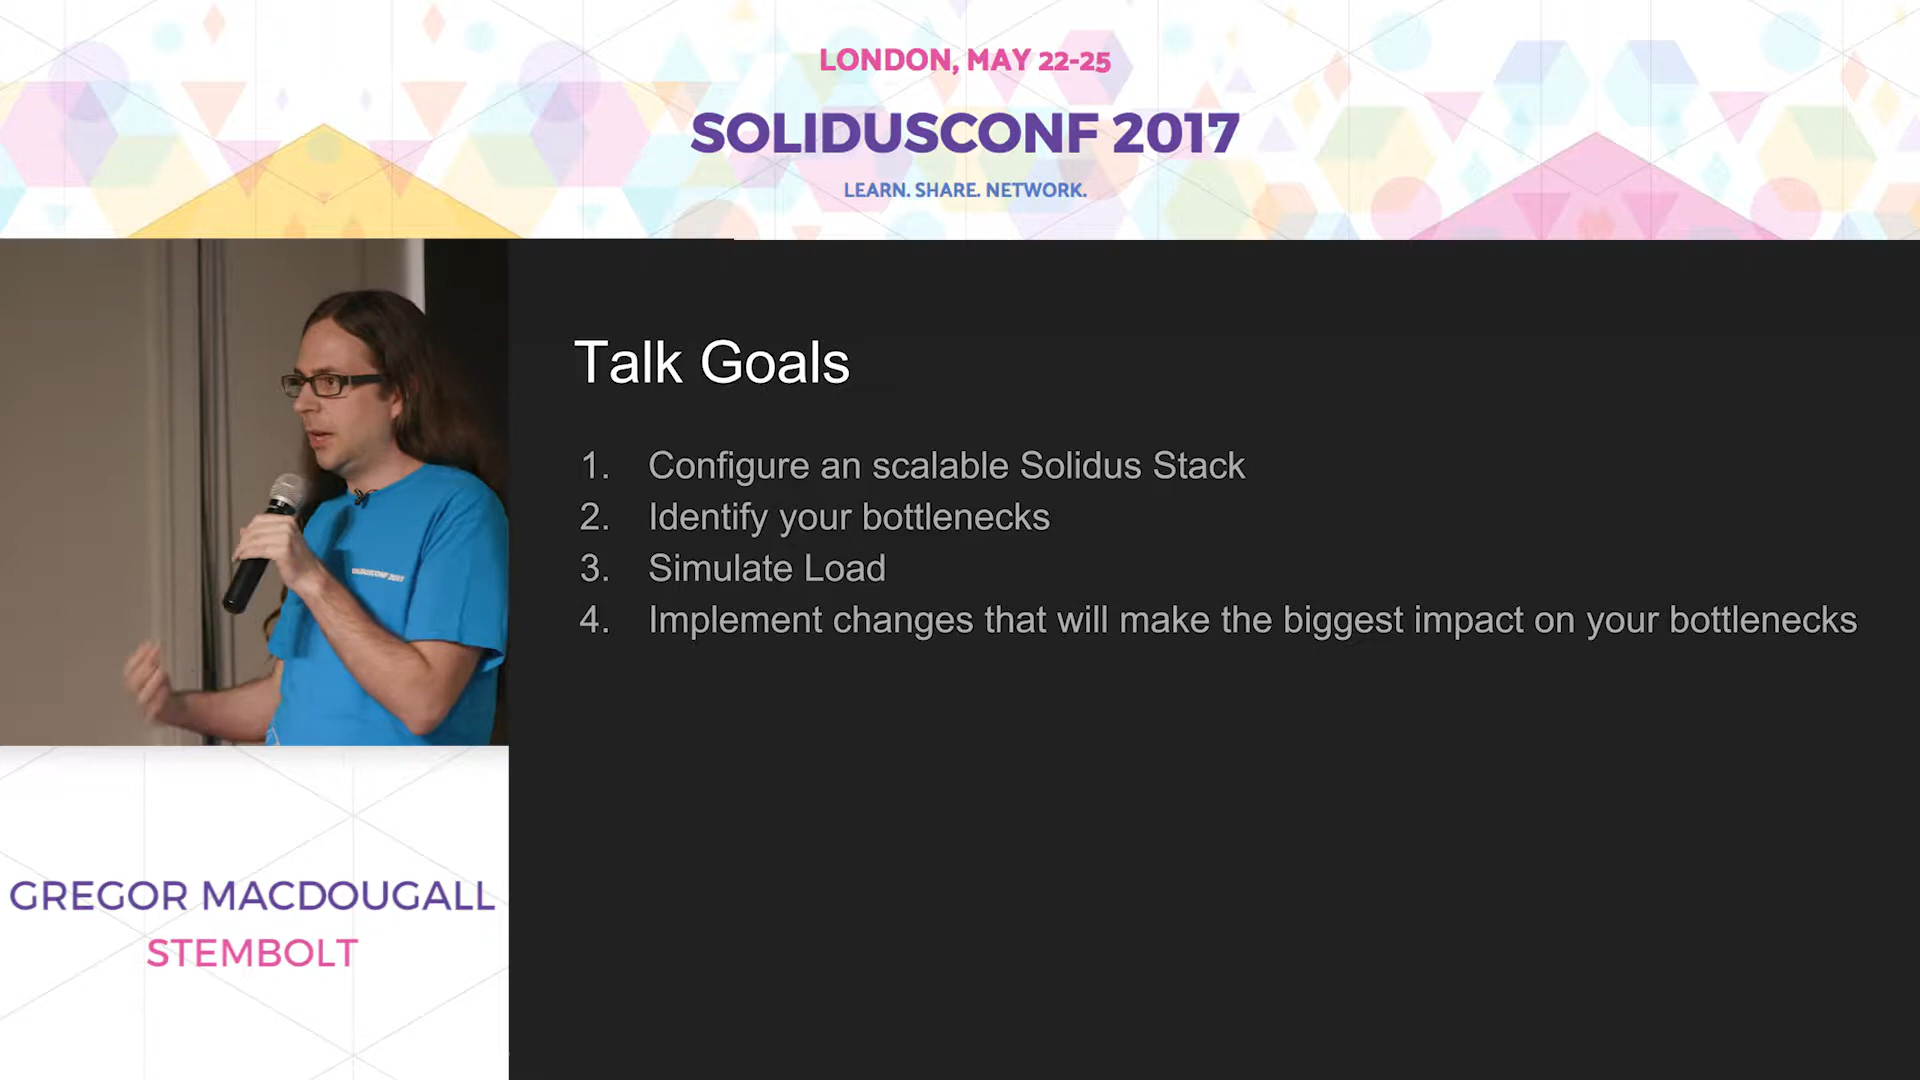 LONDON, MAY 22-25
SOLIDUSCONF 2017
LEARN. SHARE. NETWORK.
Talk Goals
1. Configure an scalable Solidus Stack
2. Identify your bottlenecks
3. Simulate Load
4. Implement changes that will make the biggest impact on your bottlenecks
SOLIDUSCONF 2017
GREGOR MACDOUGALL
STEMBOLT